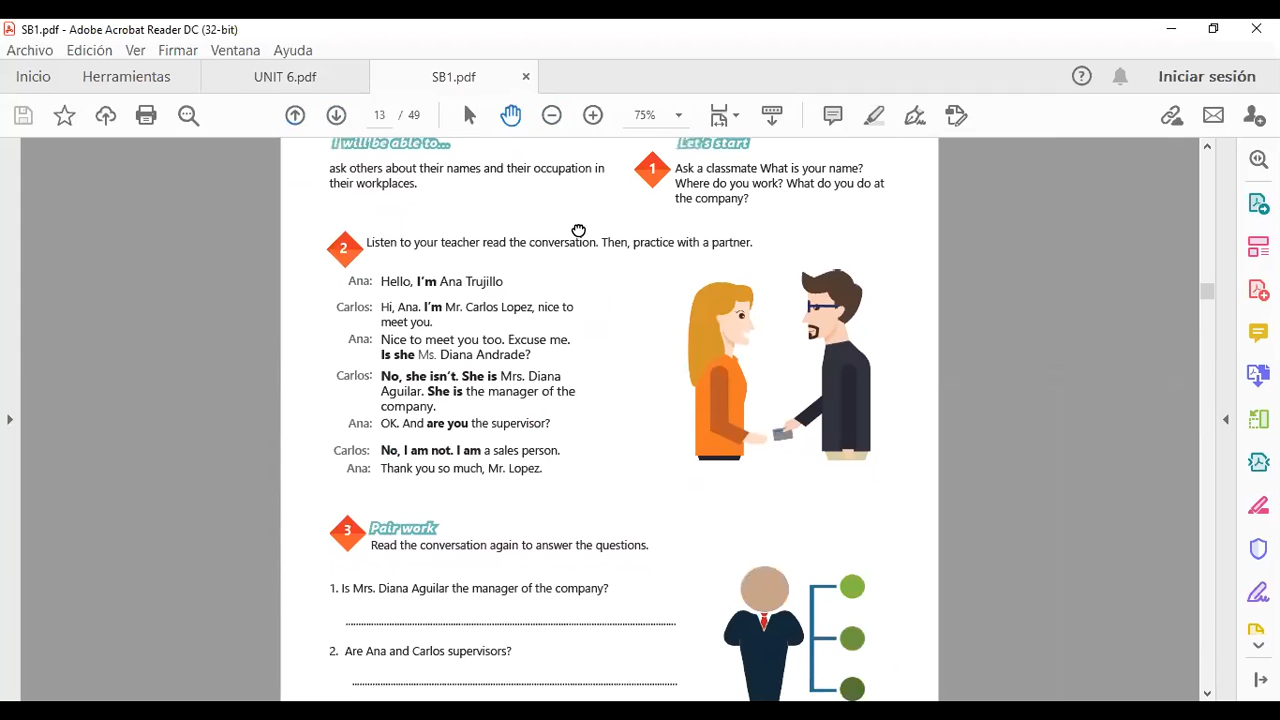 SB1.pdf - Adobe Acrobat Reader DC (32-bit)
Archivo Edición Ver Firmar Ventana Ayuda
Inicio Herramientas UNIT 6.pdf SB1.pdf × Iniciar sesión
13 / 49 75%
I will be able to...
ask others about their names and their occupation in
their workplaces.
Let's start
1 Ask a classmate What is your name?
Where do you work? What do you do at
the company?
2 Listen to your teacher read the conversation. Then, practice with a partner.
Ana: Hello, I'm Ana Trujillo
Carlos: Hi, Ana. I'm Mr. Carlos Lopez, nice to
meet you.
Ana: Nice to meet you too. Excuse me.
Is she Ms. Diana Andrade?
Carlos: No, she isn't. She is Mrs. Diana
Aguilar. She is the manager of the
company.
Ana: OK. And are you the supervisor?
Carlos: No, I am not. I am a sales person.
Ana: Thank you so much, Mr. Lopez.
3 Pair work
Read the conversation again to answer the questions.
1. Is Mrs. Diana Aguilar the manager of the company?
2. Are Ana and Carlos supervisors?